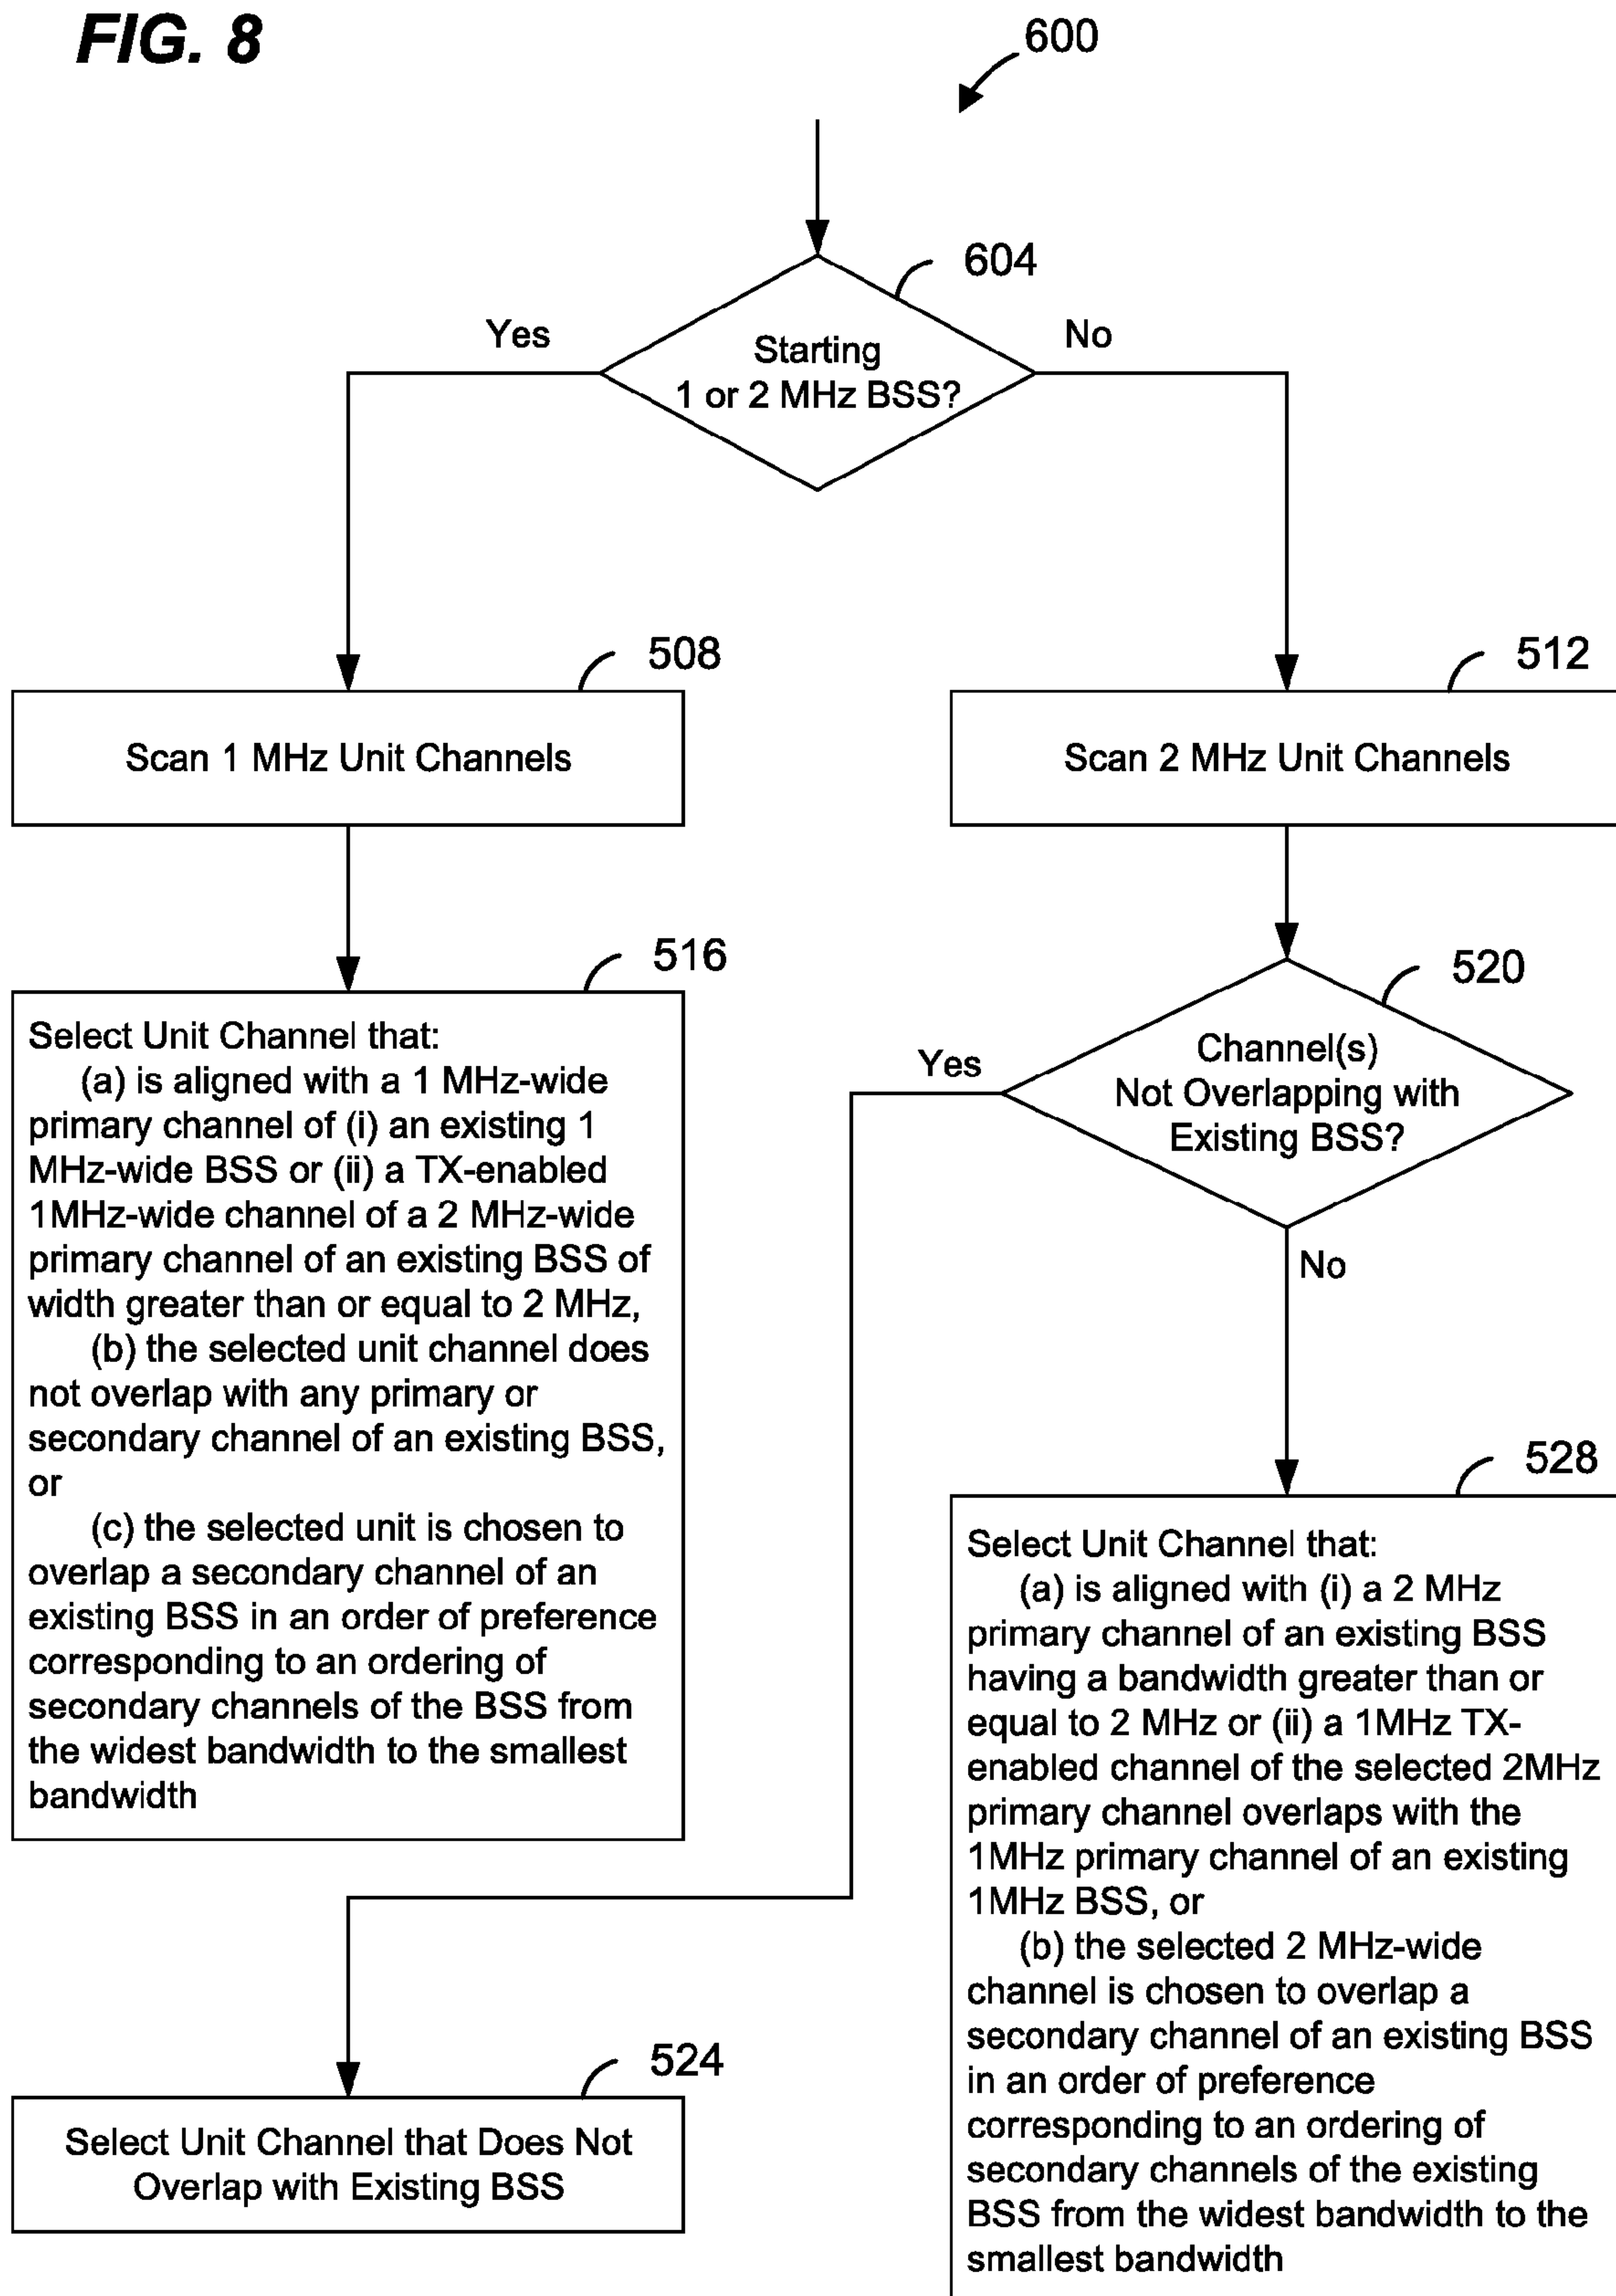 FIG. 8
600
604
Yes
No
Starting
1 or 2 MHz BSS?
508
512
Scan 1 MHz Unit Channels
Scan 2 MHz Unit Channels
516
520
Select Unit Channel that:
(a) is aligned with a 1 MHz-wide
primary channel of (i) an existing 1
MHz-wide BSS or (ii) a TX-enabled
1MHz-wide channel of a 2 MHz-wide
primary channel of an existing BSS of
width greater than or equal to 2 MHz,
(b) the selected unit channel does
not overlap with any primary or
secondary channel of an existing BSS,
or
(c) the selected unit is chosen to
overlap a secondary channel of an
existing BSS in an order of preference
corresponding to an ordering of
secondary channels of the BSS from
the widest bandwidth to the smallest
bandwidth
Yes
Channel(s)
Not Overlapping with
Existing BSS?
No
528
Select Unit Channel that:
(a) is aligned with (i) a 2 MHz
primary channel of an existing BSS
having a bandwidth greater than or
equal to 2 MHz or (ii) a 1MHz TX-
enabled channel of the selected 2MHz
primary channel overlaps with the
1MHz primary channel of an existing
1MHz BSS, or
(b) the selected 2 MHz-wide
channel is chosen to overlap a
secondary channel of an existing BSS
in an order of preference
corresponding to an ordering of
secondary channels of the existing
BSS from the widest bandwidth to the
smallest bandwidth
524
Select Unit Channel that Does Not
Overlap with Existing BSS